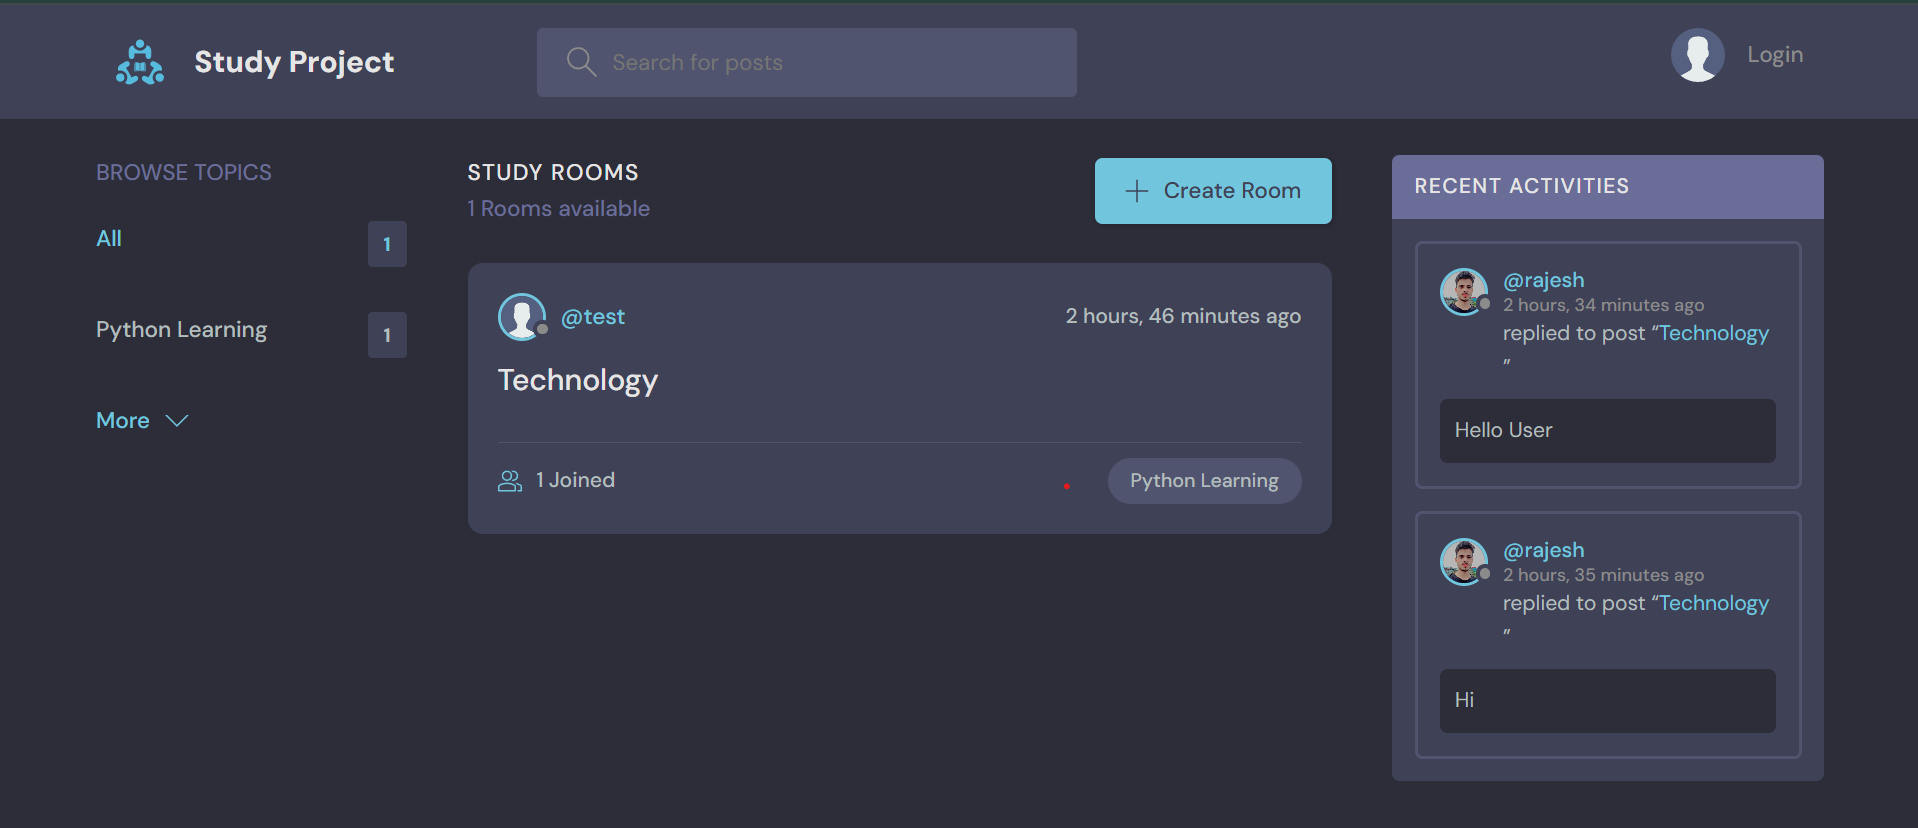 Study Project
Search for posts
Login
BROWSE TOPICS
All
1
Python Learning
1
More
STUDY ROOMS
1 Rooms available
Create Room
@test
2 hours, 46 minutes ago
Technology
1 Joined
Python Learning
RECENT ACTIVITIES
@rajesh
2 hours, 34 minutes ago
replied to post “Technology
”
Hello User
@rajesh
2 hours, 35 minutes ago
replied to post “Technology
”
Hi